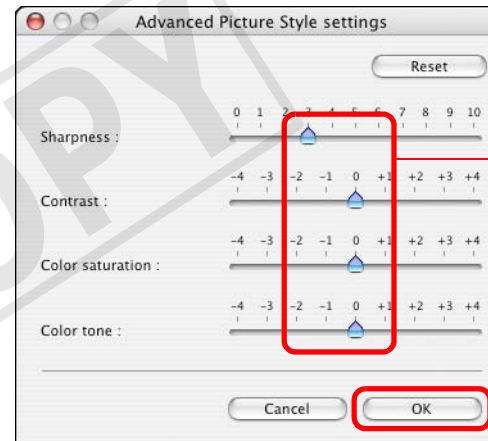 Advanced Picture Style settings
Reset
0 1 2 3 4 5 6 7 8 9 10
Sharpness :
-4 -3 -2 -1 0 +1 +2 +3 +4
Contrast :
-4 -3 -2 -1 0 +1 +2 +3 +4
Color saturation :
-4 -3 -2 -1 0 +1 +2 +3 +4
Color tone :
Cancel OK
COPY